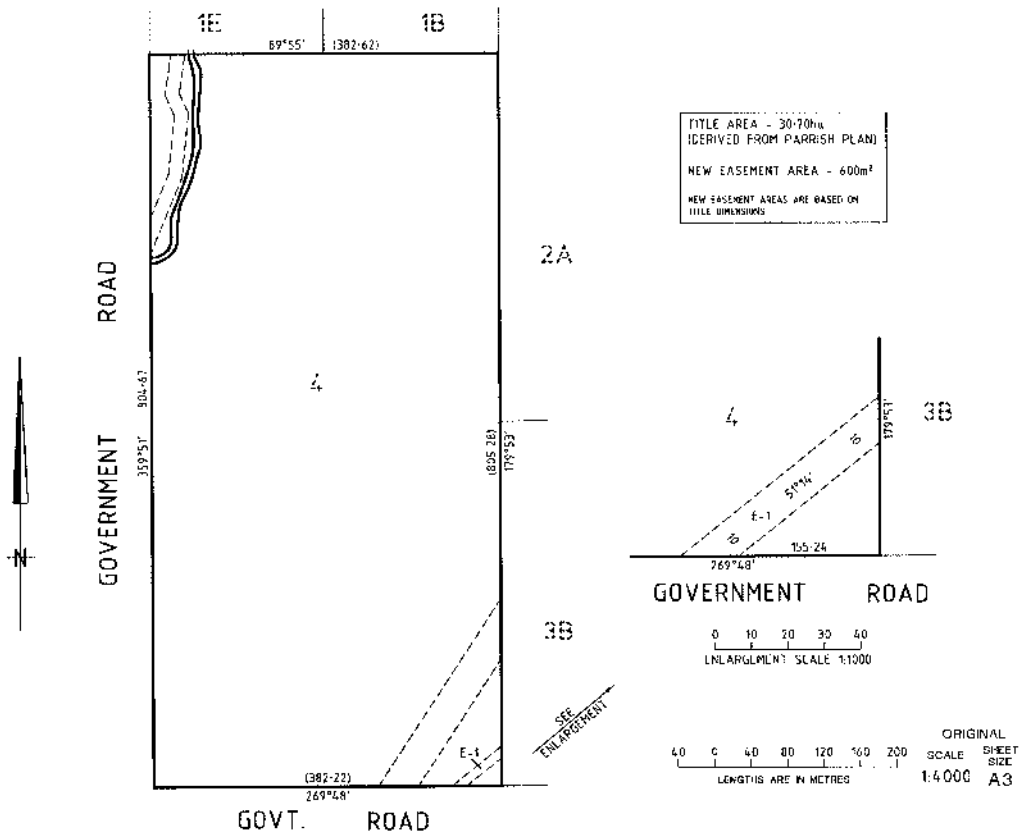 1E
1B
89°55'
(382·62)
TITLE AREA - 30·70ha
(DERIVED FROM PARRISH PLAN)
NEW EASEMENT AREA - 600m²
NEW EASEMENT AREAS ARE BASED ON
TITLE DIMENSIONS
2A
GOVERNMENT ROAD
359°51'
904·67
4
(805·28)
179°53'
N
4
3B
179°53'
10
51°14'
E-1
10
155·24
269°48'
GOVERNMENT ROAD
0 10 20 30 40
ENLARGEMENT SCALE 1:1000
3B
SEE
ENLARGEMENT
E-1
(382·22)
269°48'
GOVT. ROAD
40 0 40 80 120 160 200
LENGTHS ARE IN METRES
ORIGINAL
SCALE
SHEET
SIZE
1:4000
A3